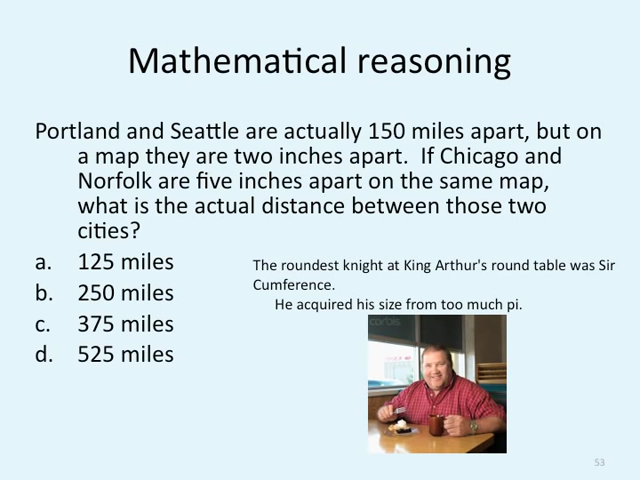 Mathematical reasoning
Portland and Seattle are actually 150 miles apart, but on
a map they are two inches apart.  If Chicago and
Norfolk are five inches apart on the same map,
what is the actual distance between those two
cities?
a. 125 miles
b. 250 miles
c. 375 miles
d. 525 miles
The roundest knight at King Arthur's round table was Sir
Cumference.
He acquired his size from too much pi.
corbis
53